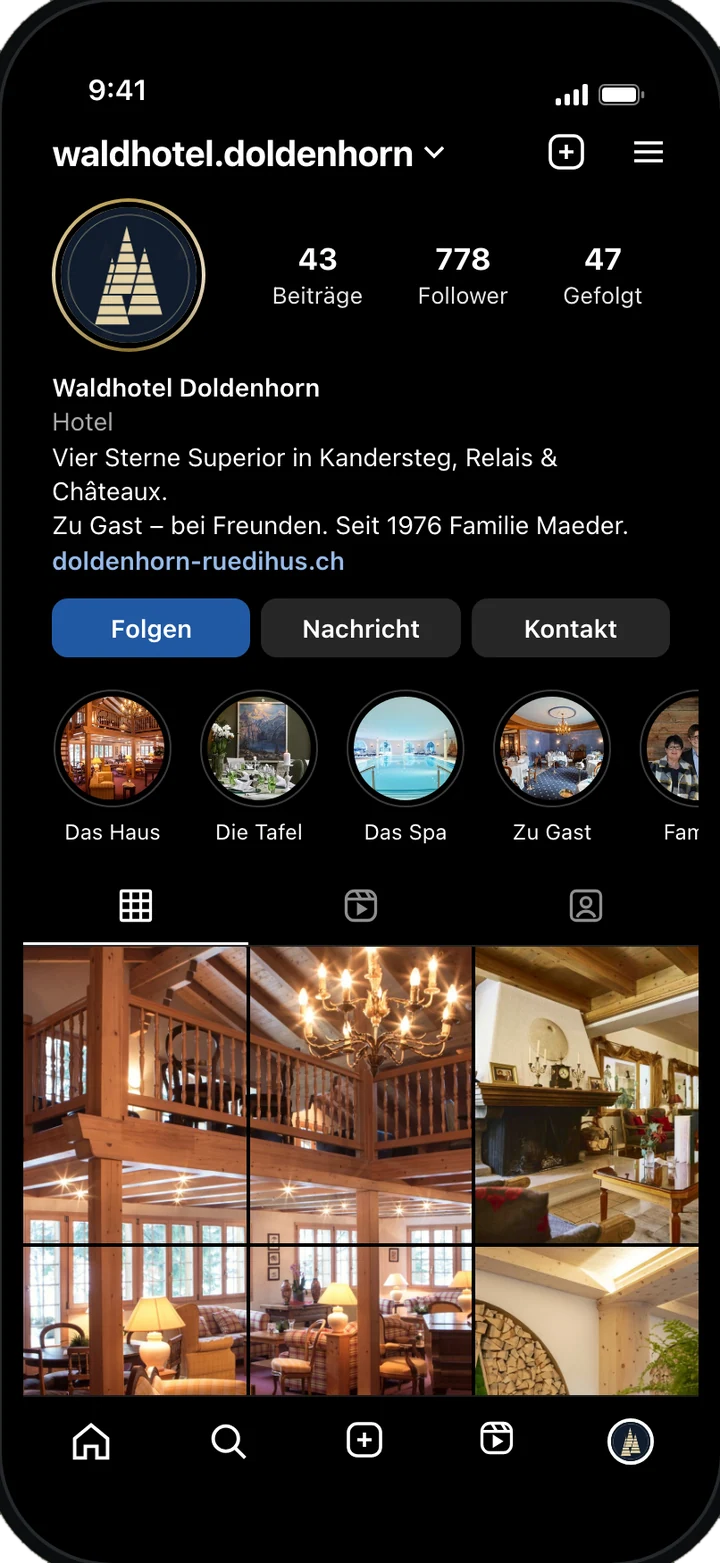 9:41
waldhotel.doldenhorn
43 778 47
Beiträge Follower Gefolgt
Waldhotel Doldenhorn
Hotel
Vier Sterne Superior in Kandersteg, Relais &
Châteaux.
Zu Gast – bei Freunden. Seit 1976 Familie Maeder.
doldenhorn-ruedihus.ch
Folgen Nachricht Kontakt
Das Haus Die Tafel Das Spa Zu Gast Fam